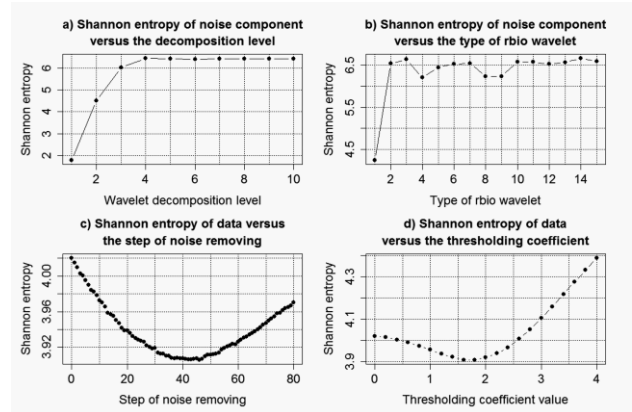 a) Shannon entropy of noise component
versus the decomposition level
Shannon entropy
6
5
4
3
2
2
4
6
8
10
Wavelet decomposition level
b) Shannon entropy of noise component
versus the type of rbio wavelet
Shannon entropy
6.5
5.5
4.5
2
4
6
8
10
12
14
Type of rbio wavelet
c) Shannon entropy of data versus
the step of noise removing
Shannon entropy
4.00
3.96
3.92
0
20
40
60
80
Step of noise removing
d) Shannon entropy of data
versus the thresholding coefficient
Shannon entropy
4.3
4.1
3.9
0
1
2
3
4
Thresholding coefficient value